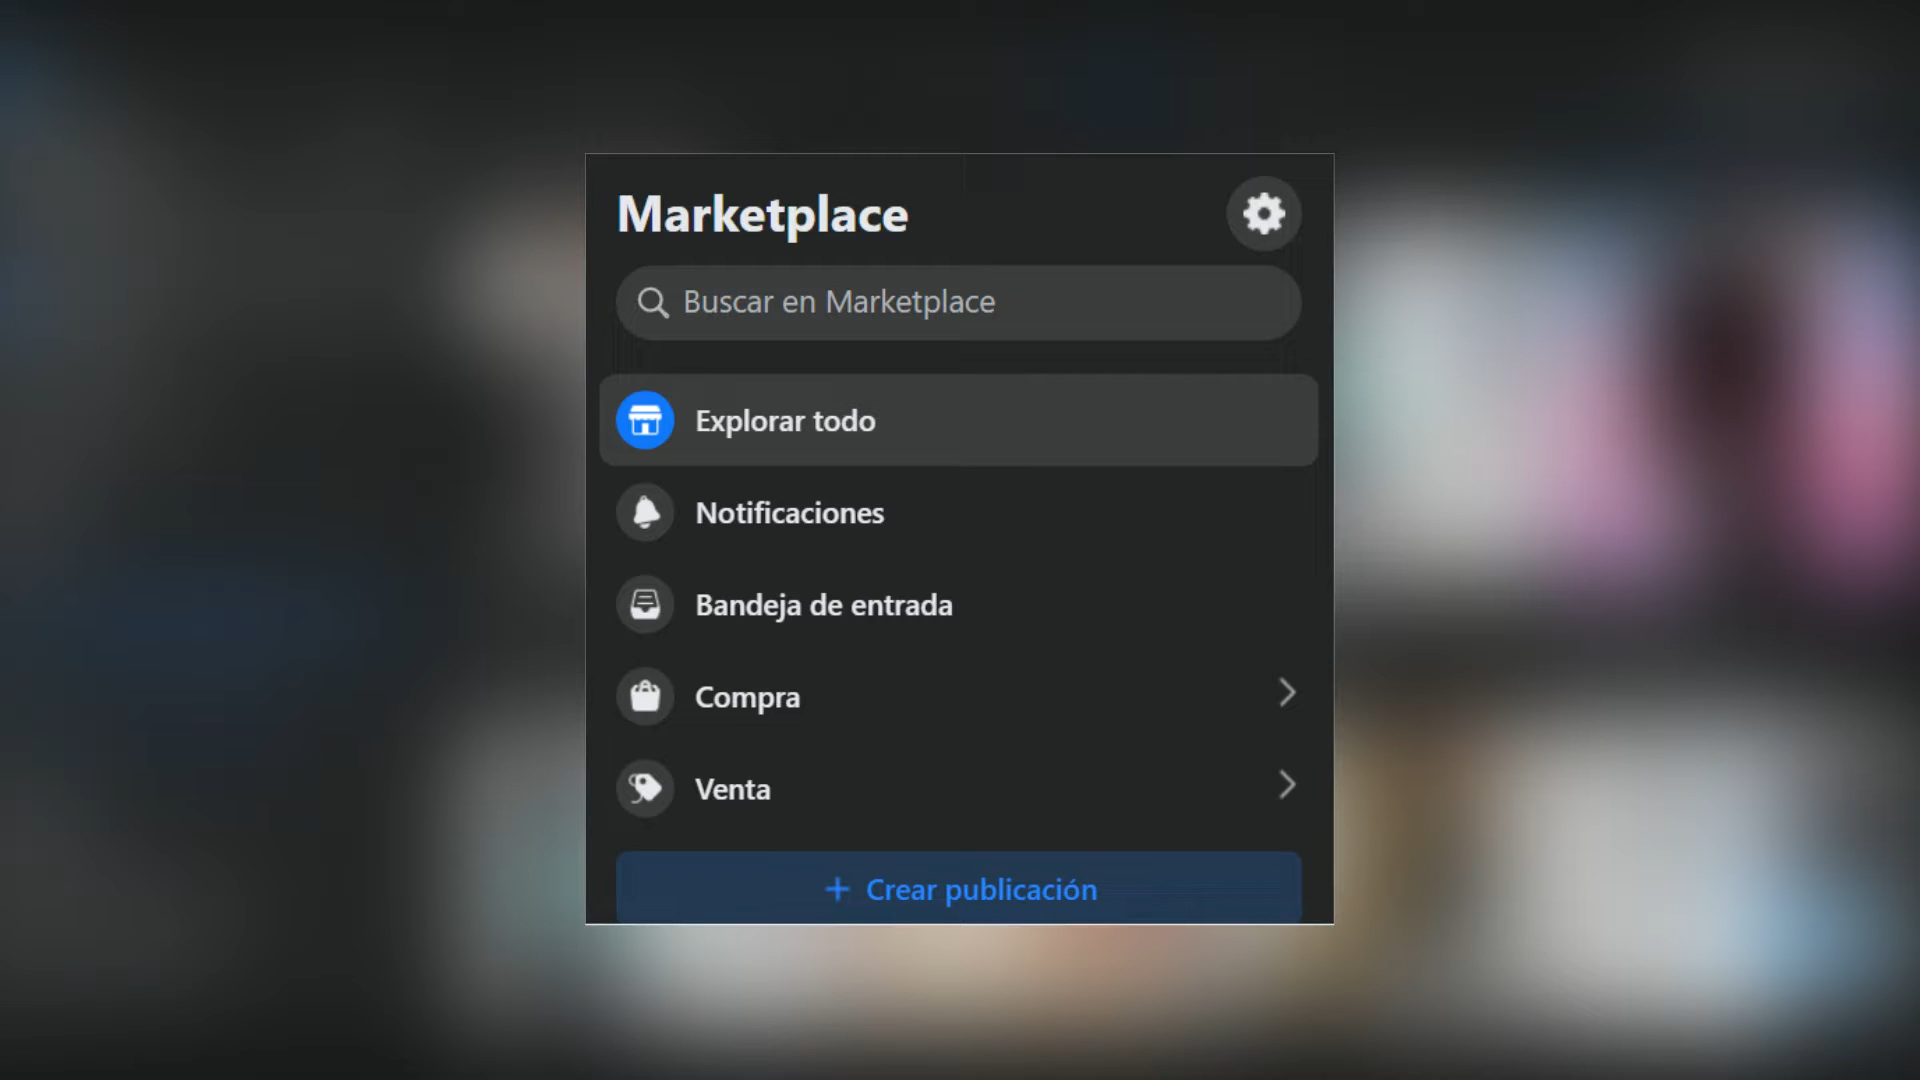 Marketplace
Buscar en Marketplace
Explorar todo
Notificaciones
Bandeja de entrada
Compra
Venta
+ Crear publicación